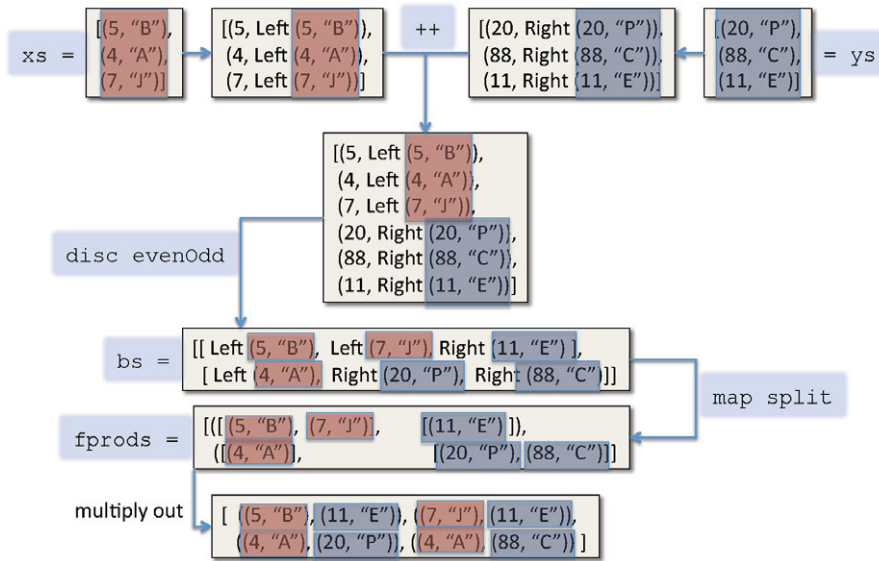 xs =
[(5, “B”),
(4, “A”),
(7, “J”)]
[(5, Left (5, “B”)),
(4, Left (4, “A”)),
(7, Left (7, “J”))]
++
[(20, Right (20, “P”)),
(88, Right (88, “C”)),
(11, Right (11, “E”))]
[(20, “P”),
(88, “C”),
(11, “E”)]
= ys
[(5, Left (5, “B”)),
(4, Left (4, “A”)),
(7, Left (7, “J”)),
(20, Right (20, “P”)),
(88, Right (88, “C”)),
(11, Right (11, “E”))]
disc evenOdd
bs =
[[ Left (5, “B”), Left (7, “J”), Right (11, “E”) ],
[ Left (4, “A”), Right (20, “P”), Right (88, “C”)]]
map split
fprods =
[([(5, “B”), (7, “J”)], [(11, “E”) ]),
([(4, “A”)], [(20, “P”), (88, “C”)]]
multiply out
[ ((5, “B”), (11, “E”)), ((7, “J”), (11, “E”)),
((4, “A”), (20, “P”)), ((4, “A”), (88, “C”)) ]